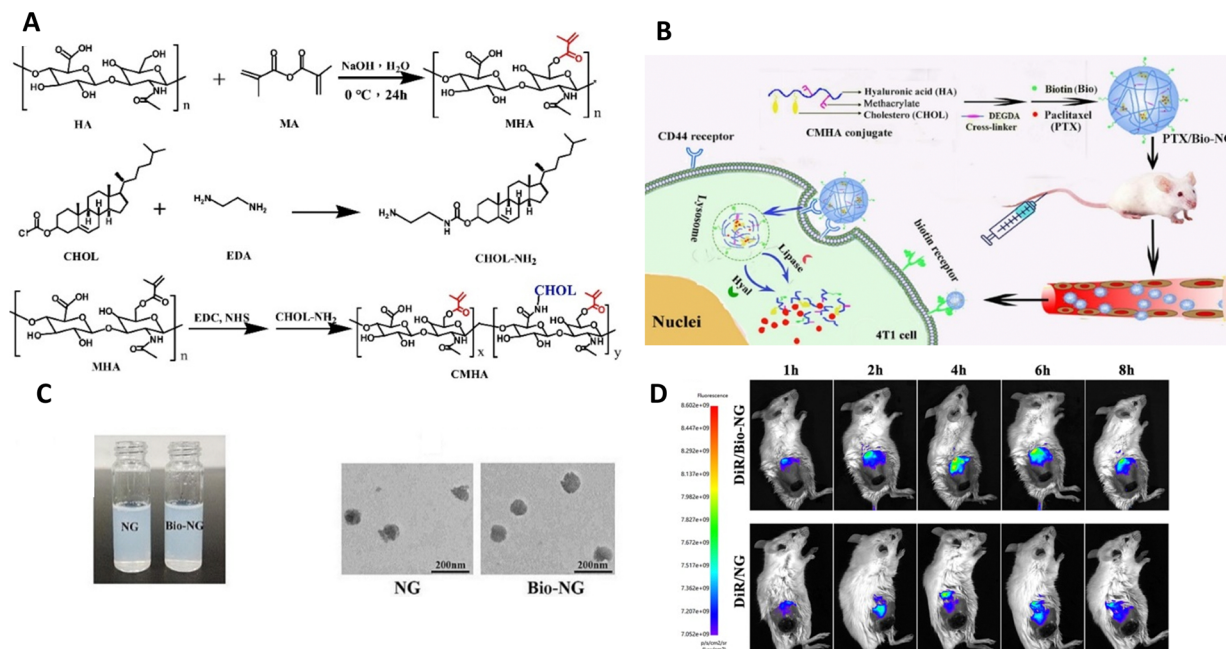 A
HA
+
MA
NaOH，H₂O
0 ℃，24h
MHA
CHOL
+
EDA
CHOL-NH₂
MHA
EDC, NHS
CHOL-NH₂
CHOL
CMHA
B
Hyaluronic acid (HA)
Methacrylate
Cholestero (CHOL)
CMHA conjugate
DEGDA
Cross-linker
Biotin (Bio)
Paclitaxel
(PTX)
PTX/Bio-NG
CD44 receptor
Lysosome
Lipase
Hyal
Nuclei
biotin receptor
4T1 cell
C
NG
Bio-NG
200nm
200nm
NG
Bio-NG
D
1h 2h 4h 6h 8h
DiR/Bio-NG
DiR/NG
Fluorescence
8.602e+09
8.447e+09
8.292e+09
8.137e+09
7.982e+09
7.827e+09
7.672e+09
7.517e+09
7.362e+09
7.207e+09
7.052e+09